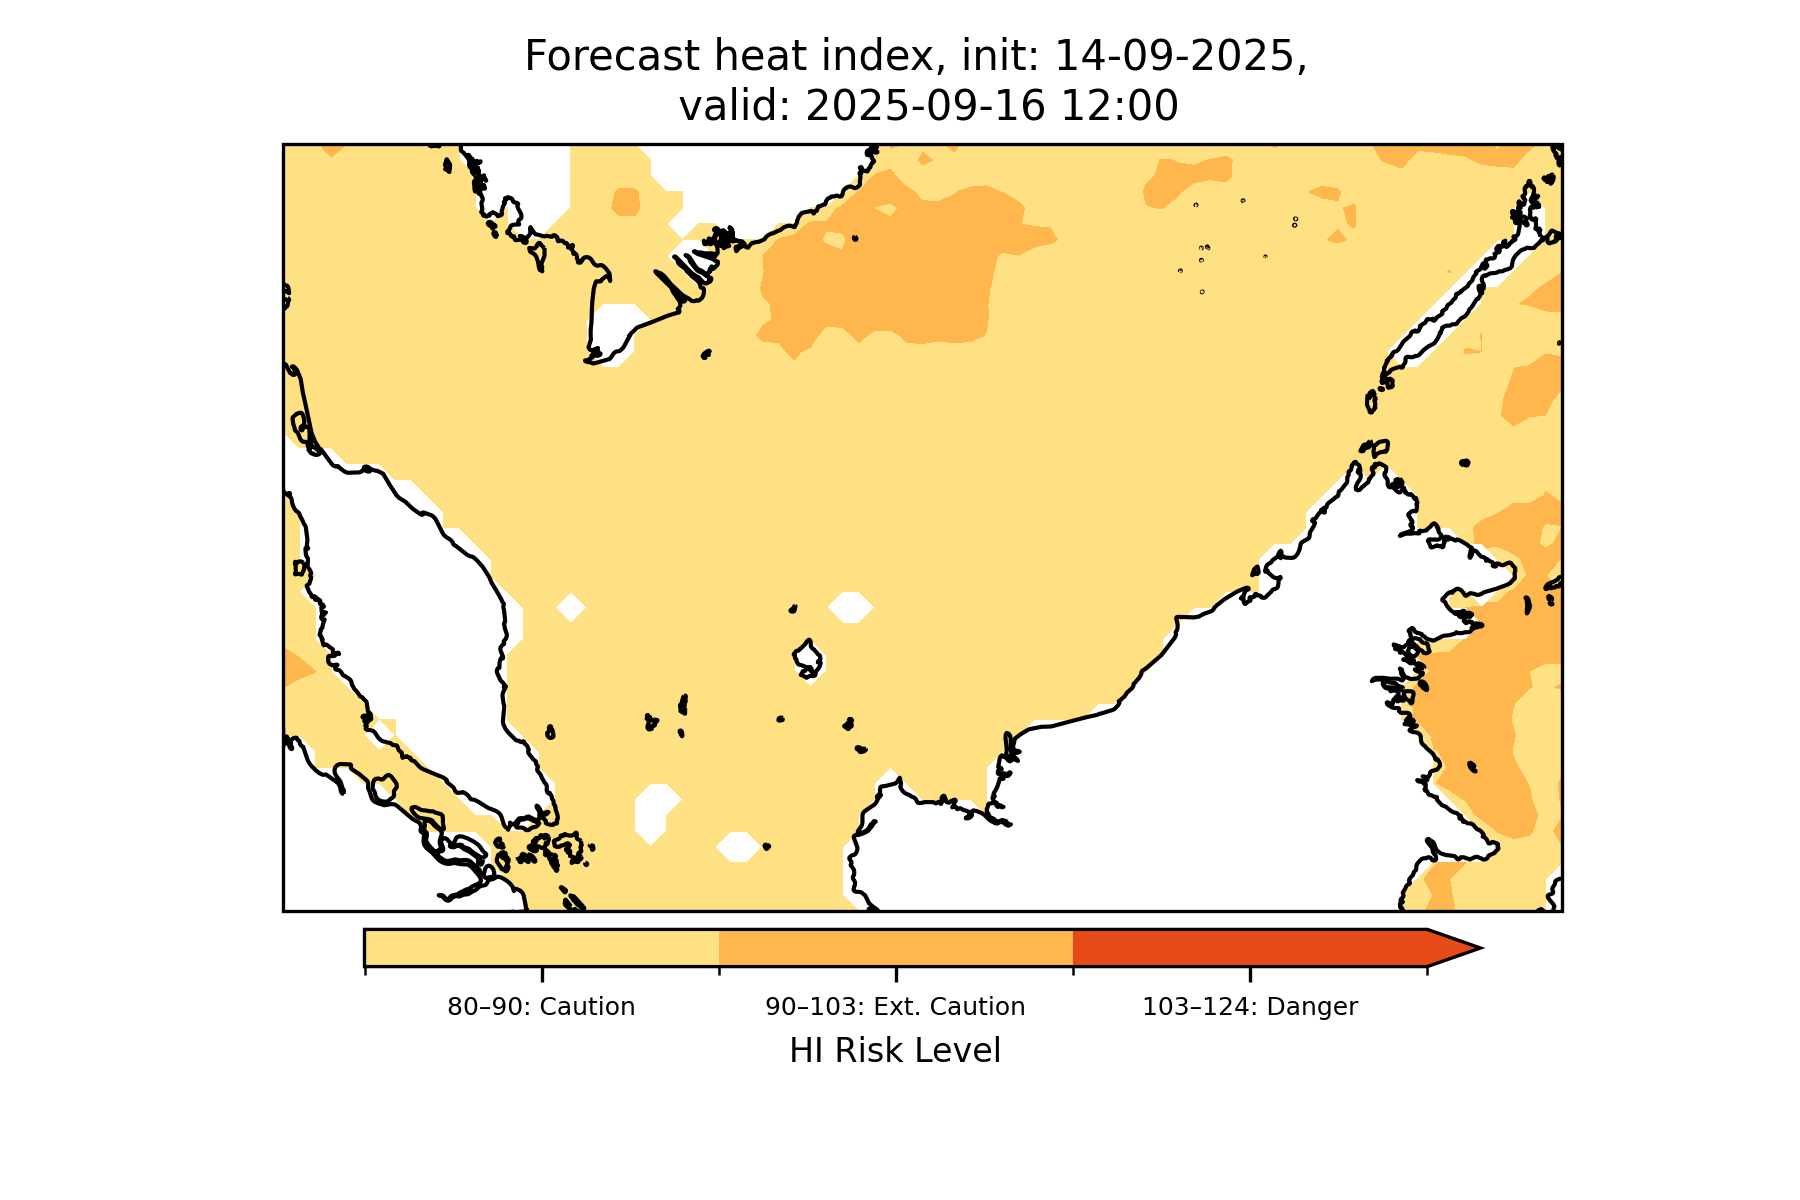 Forecast heat index, init: 14-09-2025,
valid: 2025-09-16 12:00
80–90: Caution
90–103: Ext. Caution
103–124: Danger
HI Risk Level